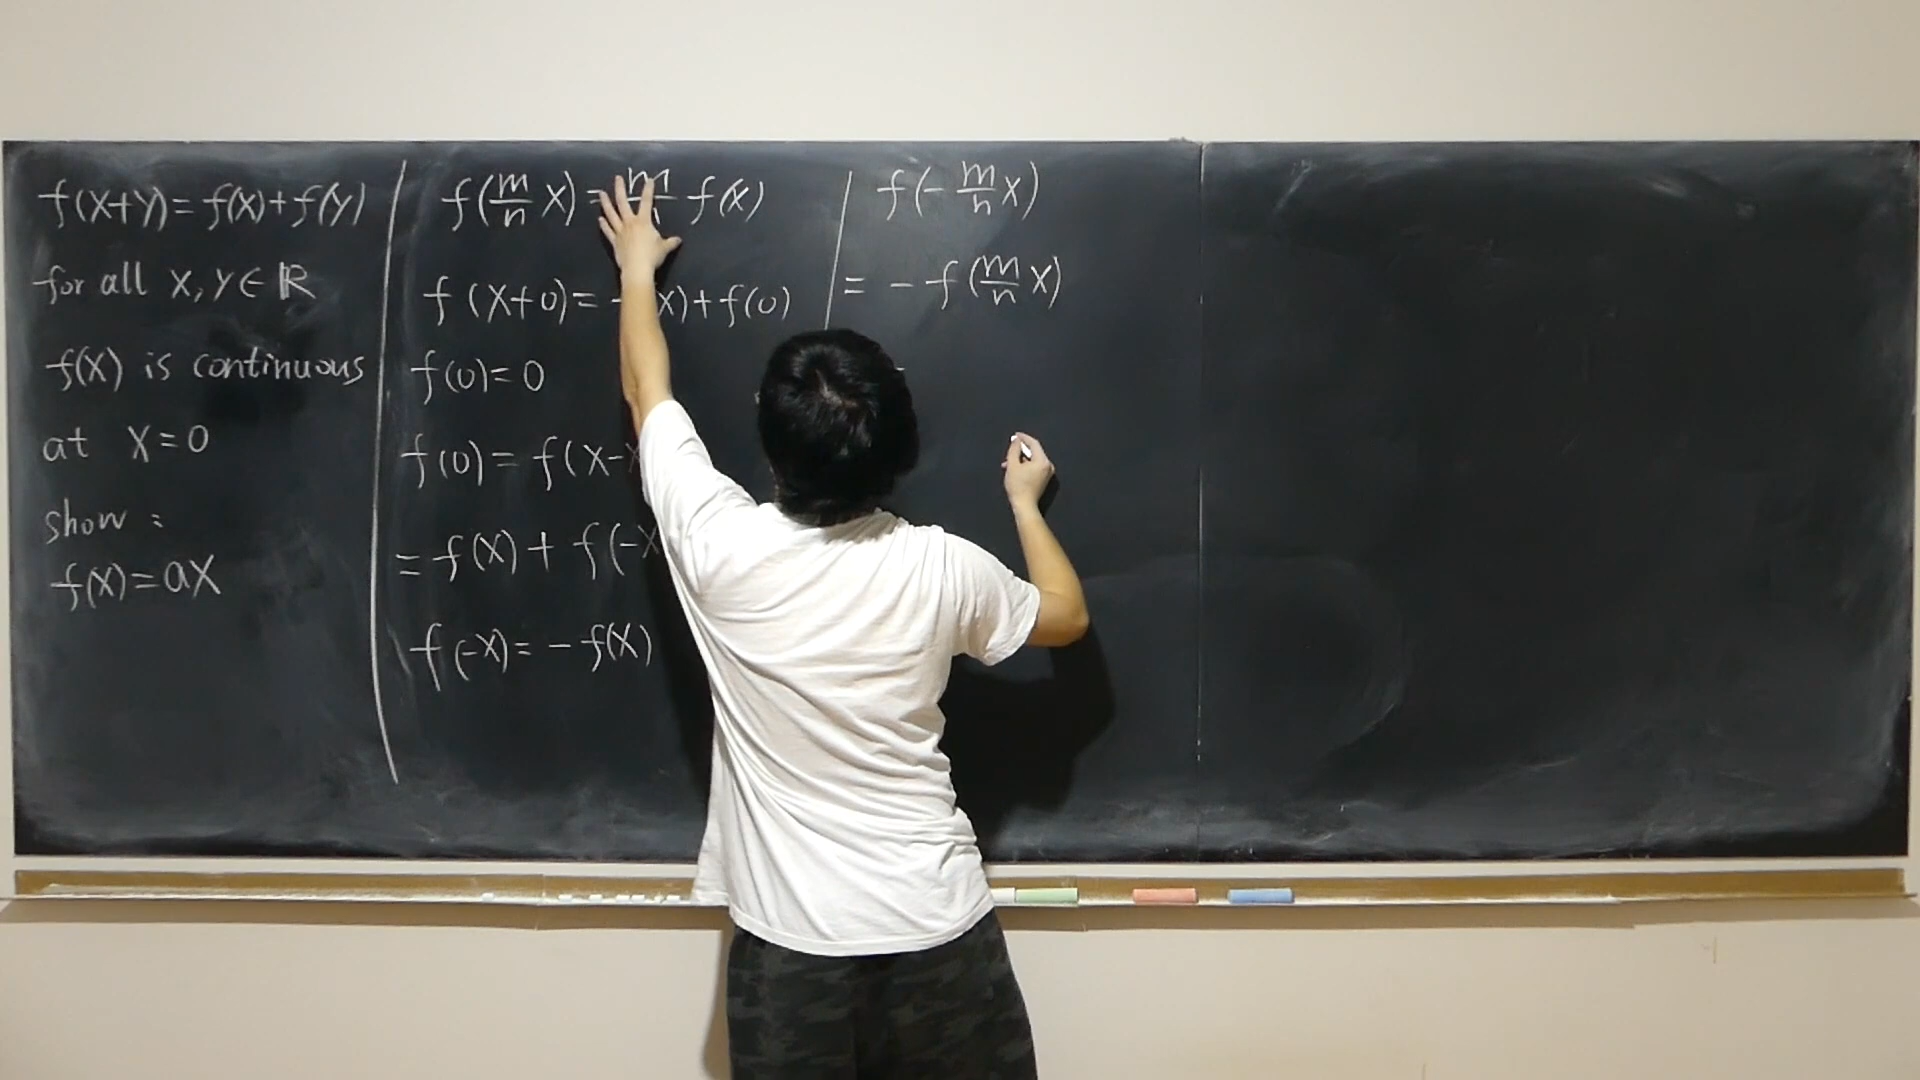 f(x+y)=f(x)+f(y)
for all x,y∈ℝ
f(x) is continuous
at x=0
show:
f(x)=ax
f(m/n x)= m/ f(x)
f(x+0)= x)+f(0)
f(0)=0
f(0)=f(x-
=f(x)+f(-x
f(-x)=-f(x)
f(-m/n x)
=-f(m/n x)